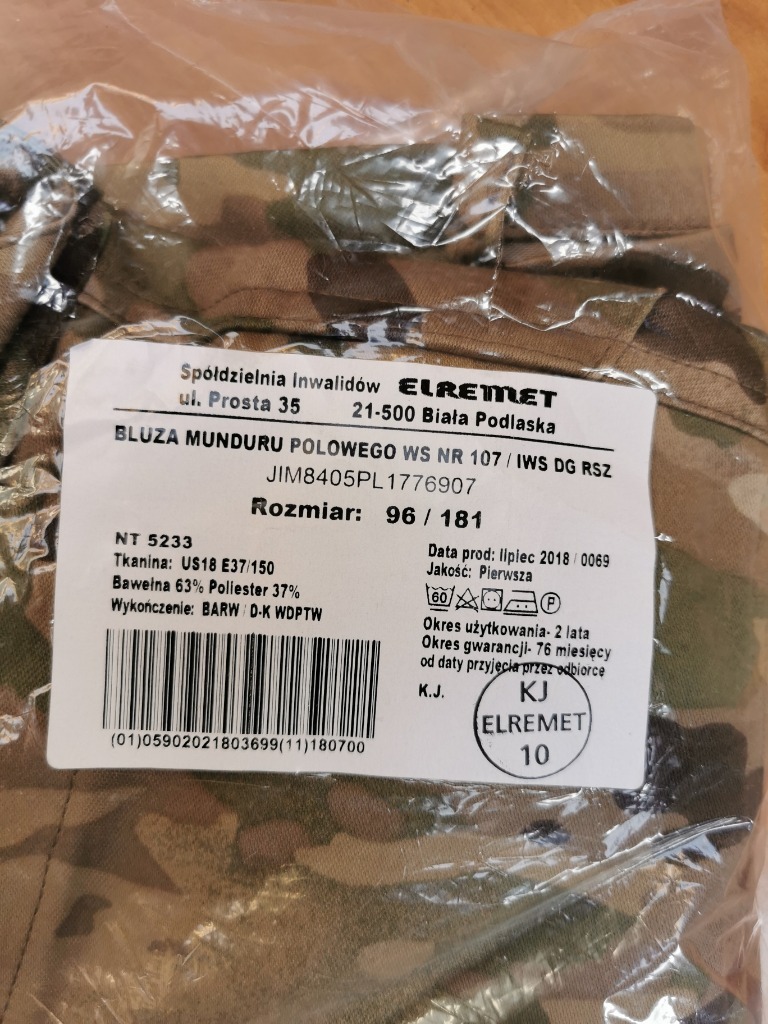 Spółdzielnia Inwalidów ELREMET
ul. Prosta 35 21-500 Biała Podlaska
BLUZA MUNDURU POLOWEGO WS NR 107 / IWS DG RSZ
JIM8405PL1776907
Rozmiar: 96 / 181
NT 5233
Tkanina: US18 E37/150
Bawełna 63% Poliester 37%
Wykończenie: BARW / D-K WDPTW
(01)05902021803699(11)180700
Data prod: lipiec 2018 / 0069
Jakość: Pierwsza
60 P
Okres użytkowania- 2 lata
Okres gwarancji- 76 miesięcy
od daty przyjęcia przez odbiorcę
K.J.
KJ
ELREMET
10